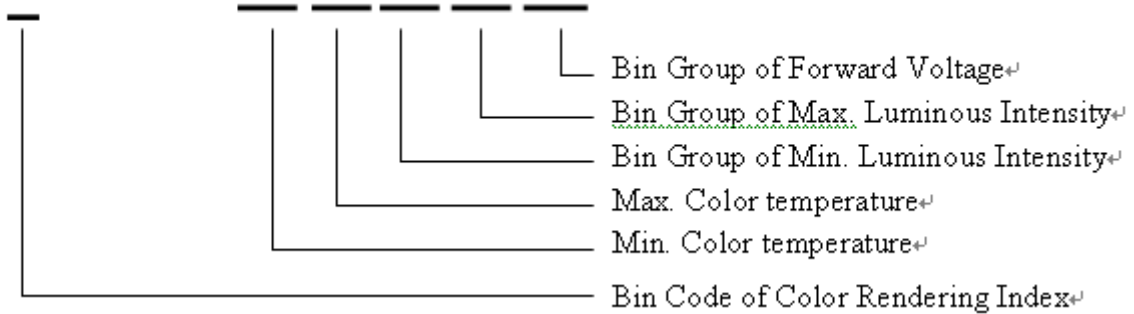 Bin Group of Forward Voltage↵
Bin Group of Max. Luminous Intensity↵
Bin Group of Min. Luminous Intensity↵
Max. Color temperature↵
Min. Color temperature↵
Bin Code of Color Rendering Index↵